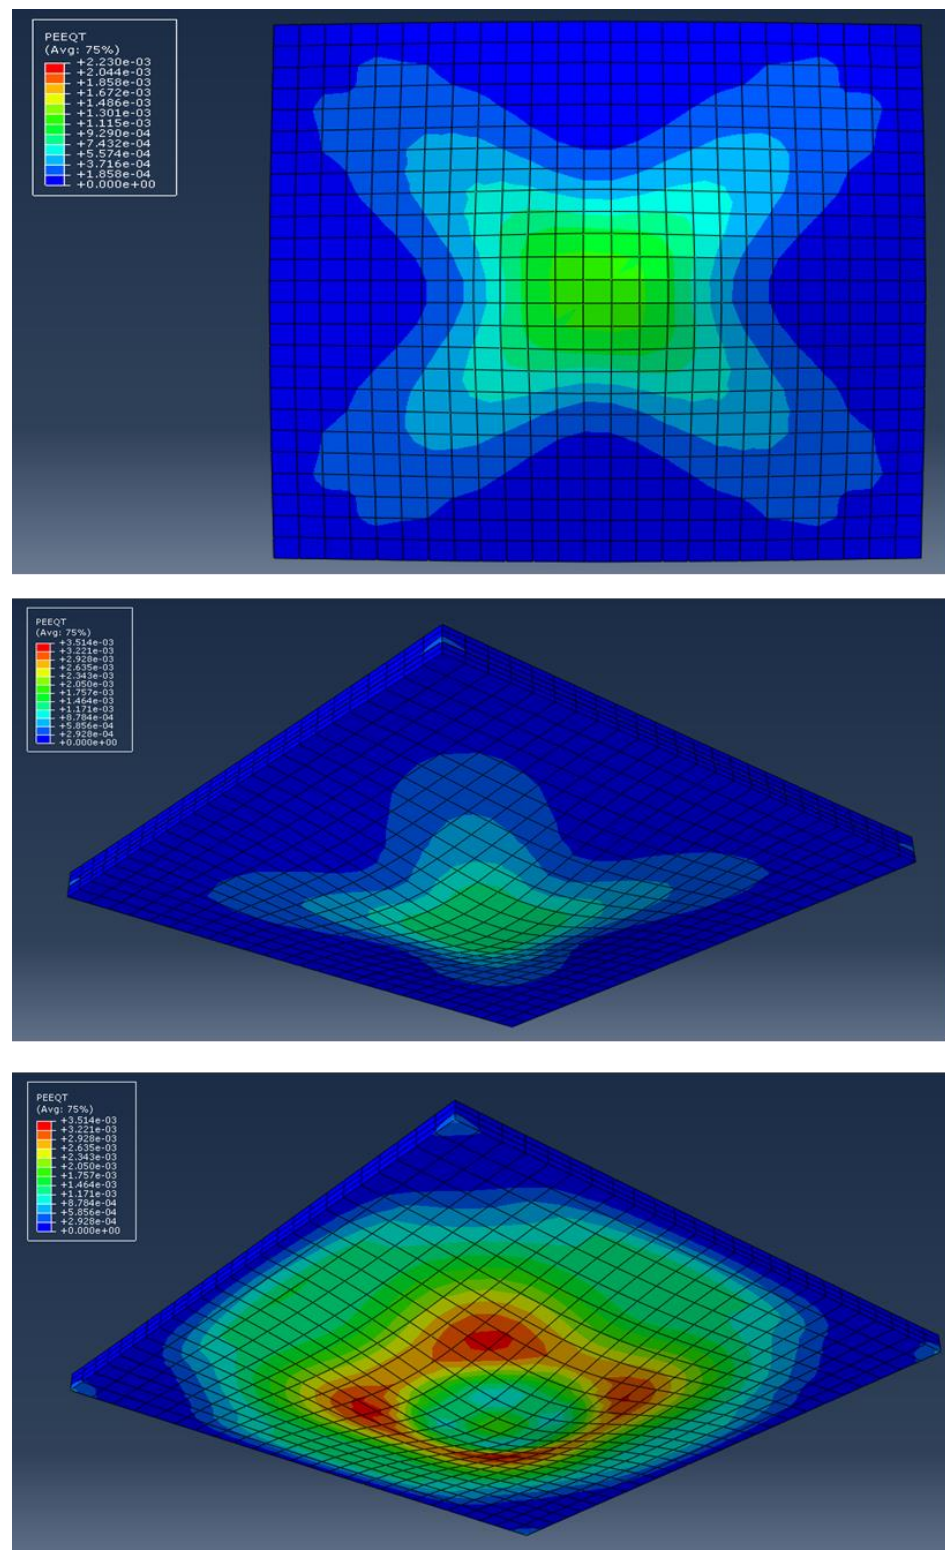 PEEQT
(Avg: 75%)
+2.230e-03
+2.044e-03
+1.858e-03
+1.672e-03
+1.486e-03
+1.301e-03
+1.115e-03
+9.290e-04
+7.432e-04
+5.574e-04
+3.716e-04
+1.858e-04
+0.000e+00
PEEQT
(Avg: 75%)
+3.514e-03
+3.221e-03
+2.928e-03
+2.635e-03
+2.343e-03
+2.050e-03
+1.757e-03
+1.464e-03
+1.171e-03
+8.784e-04
+5.856e-04
+2.928e-04
+0.000e+00
PEEQT
(Avg: 75%)
+3.514e-03
+3.221e-03
+2.928e-03
+2.635e-03
+2.343e-03
+2.050e-03
+1.757e-03
+1.464e-03
+1.171e-03
+8.784e-04
+5.856e-04
+2.928e-04
+0.000e+00